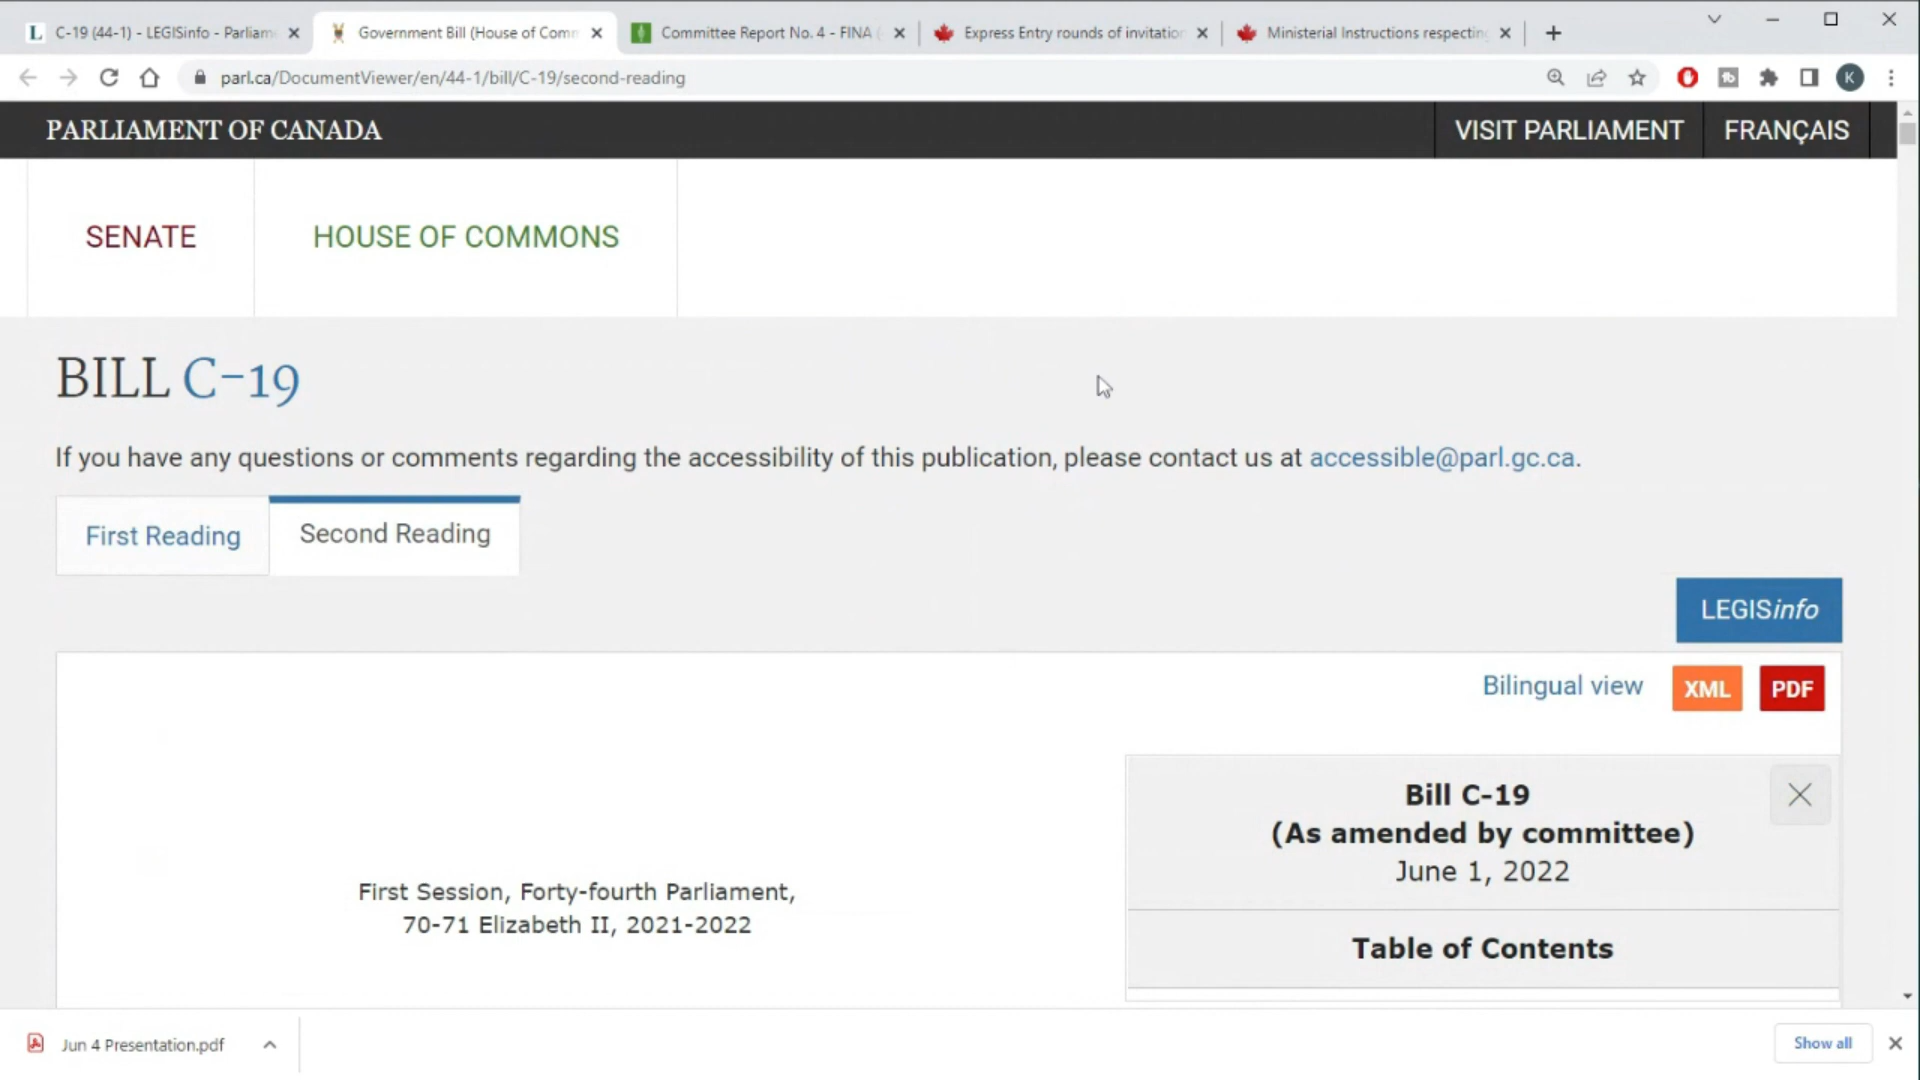 C-19 (44-1) - LEGISinfo - Parliam
Government Bill (House of Comm
Committee Report No. 4 - FINA (
Express Entry rounds of invitation
Ministerial Instructions respecting
parl.ca/DocumentViewer/en/44-1/bill/C-19/second-reading
K
PARLIAMENT OF CANADA
VISIT PARLIAMENT
FRANÇAIS
SENATE
HOUSE OF COMMONS
BILL C-19
If you have any questions or comments regarding the accessibility of this publication, please contact us at accessible@parl.gc.ca.
First Reading
Second Reading
LEGISinfo
Bilingual view
XML
PDF
Bill C-19
(As amended by committee)
June 1, 2022
First Session, Forty-fourth Parliament,
70-71 Elizabeth II, 2021-2022
Table of Contents
Jun 4 Presentation.pdf
Show all